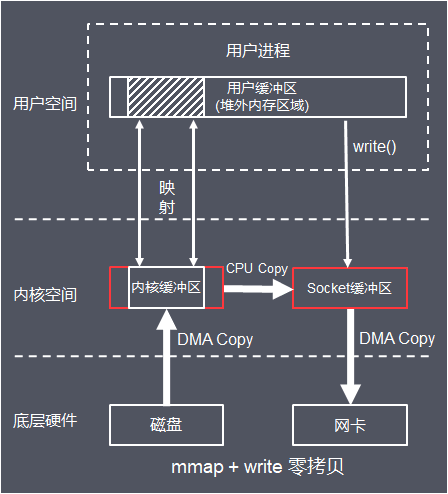 用户进程
用户空间
用户缓冲区
(堆外内存区域)
write()
映
射
内核空间
内核缓冲区
CPU Copy
Socket缓冲区
DMA Copy
DMA Copy
底层硬件
磁盘
网卡
mmap + write 零拷贝